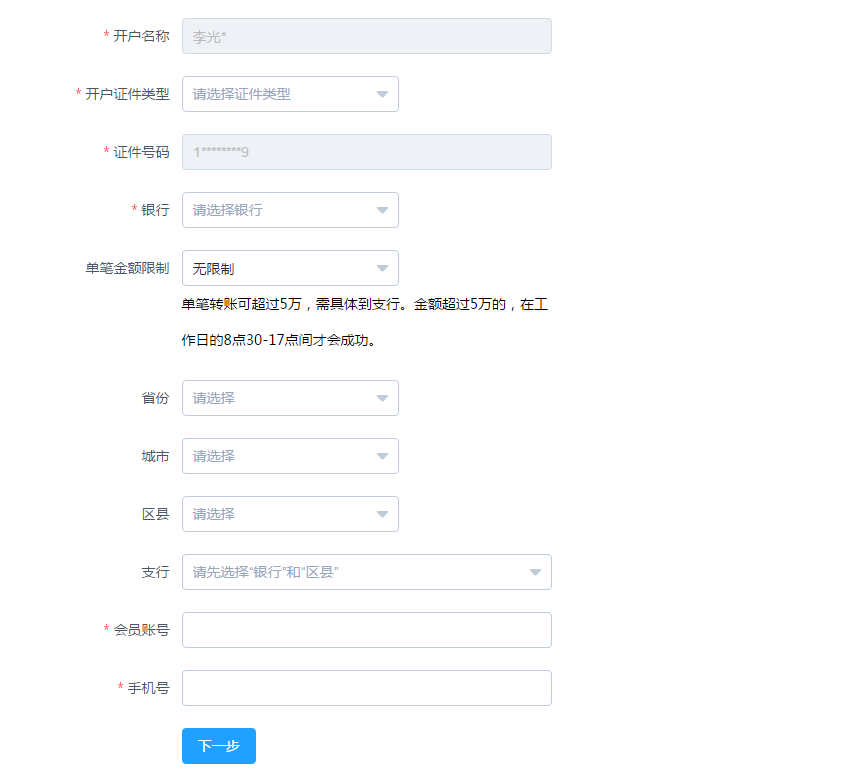 * 开户名称 李光*
* 开户证件类型 请选择证件类型
* 证件号码 1********9
* 银行 请选择银行
单笔金额限制 无限制
单笔转账可超过5万，需具体到支行。金额超过5万的，在工
作日的8点30-17点间才会成功。
省份 请选择
城市 请选择
区县 请选择
支行 请先选择“银行”和“区县”
* 会员账号
* 手机号
下一步